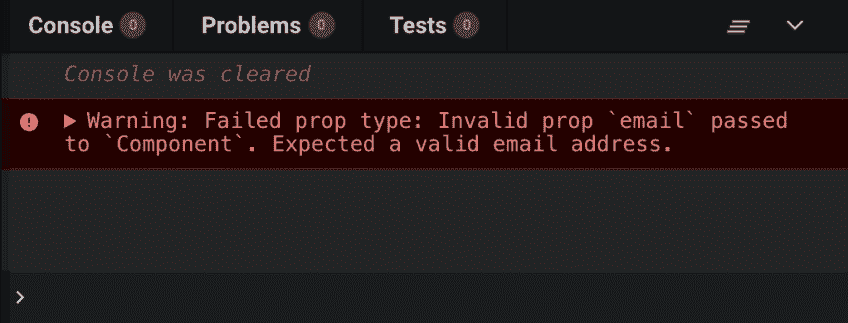 Console 0 Problems 0 Tests 0
Console was cleared
Warning: Failed prop type: Invalid prop `email` passed
to `Component`. Expected a valid email address.